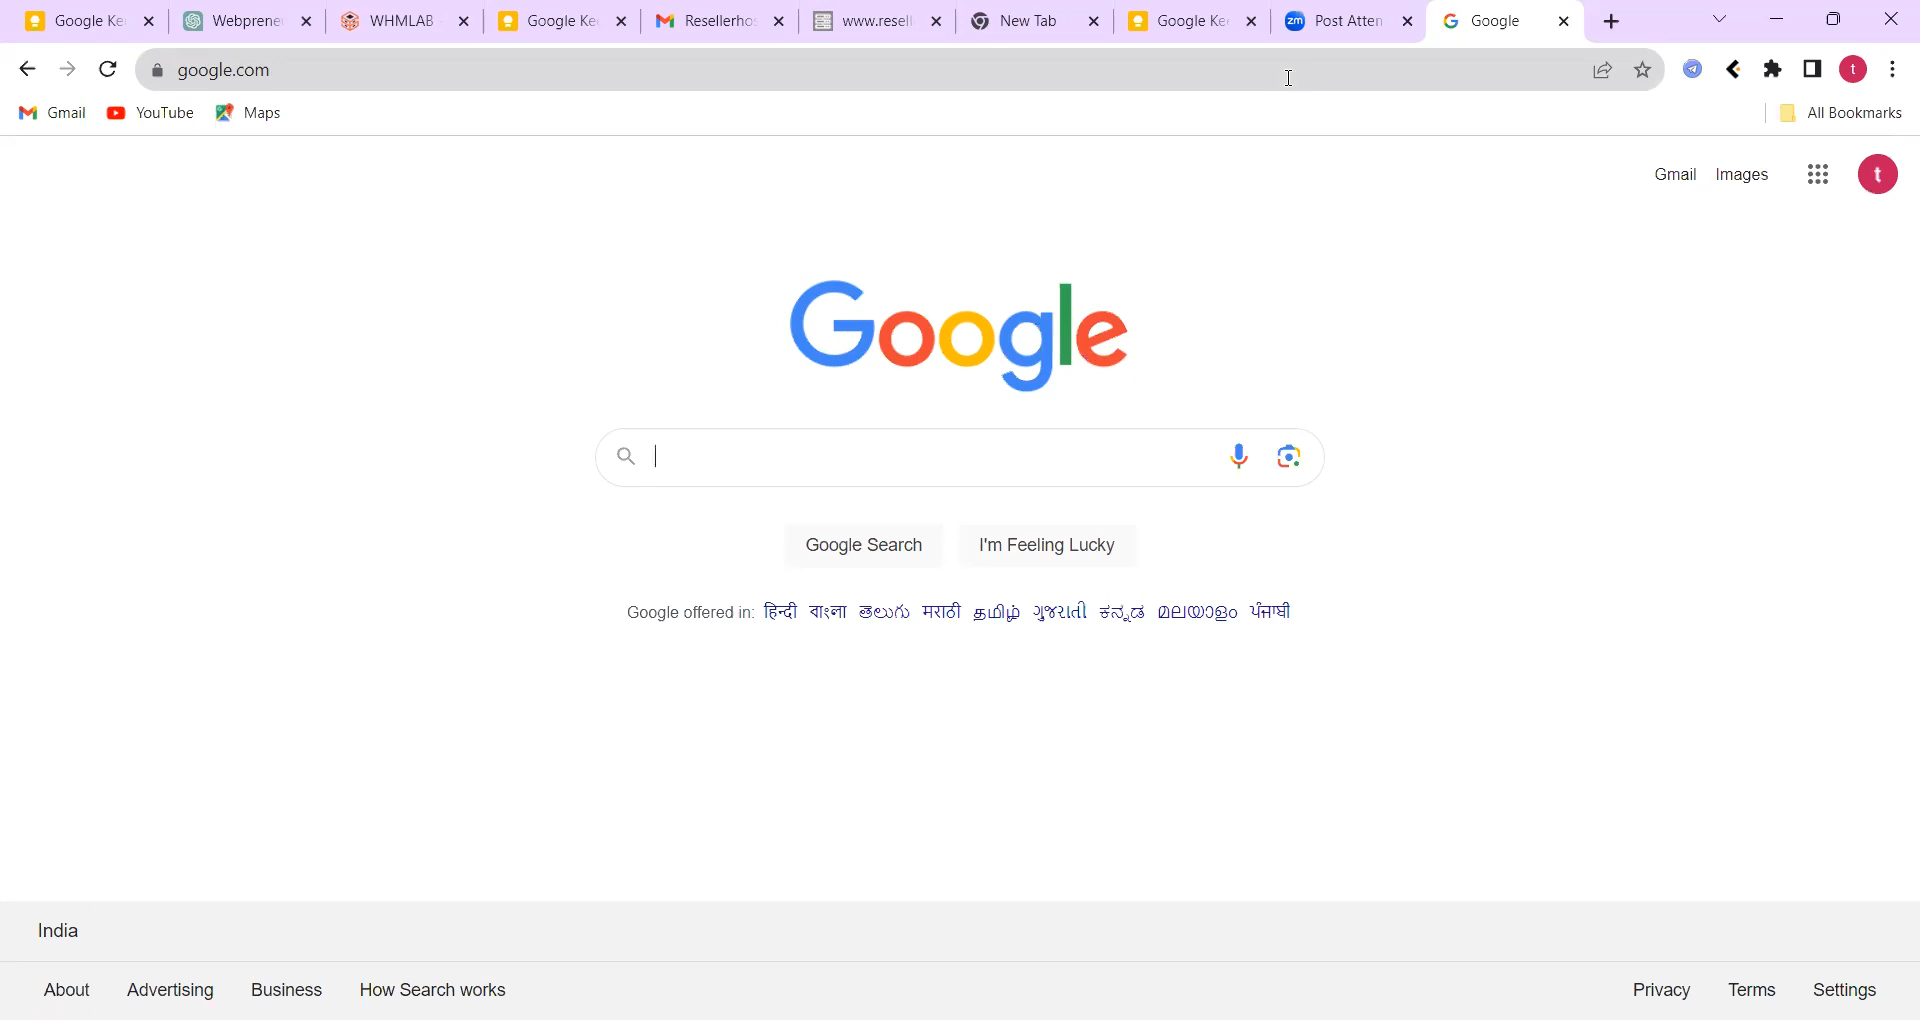 Google Ke
Webprene
WHMLAB
Google Kee
Resellerho
www.resell
New Tab
Google Ke
Post Atten
Google
google.com
Gmail YouTube Maps
All Bookmarks
Gmail Images
t
Google
Google Search I'm Feeling Lucky
Google offered in: हिन्दी বাংলা తెలుగు मराठी தமிழ் ગુજરાતી ಕನ್ನಡ മലയാളം ਪੰਜਾਬੀ
India
About Advertising Business How Search works
Privacy Terms Settings